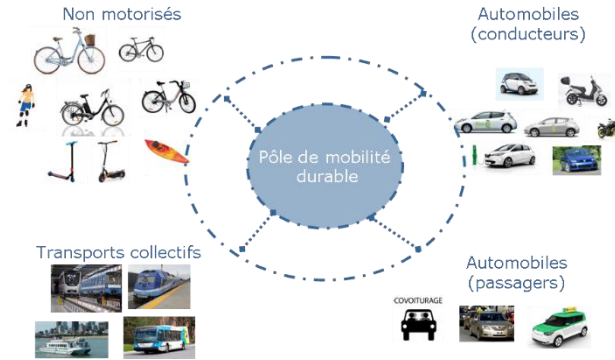 Non motorisés
Automobiles
(conducteurs)
Pôle de mobilité
durable
Transports collectifs
Automobiles
(passagers)
COVOITURAGE